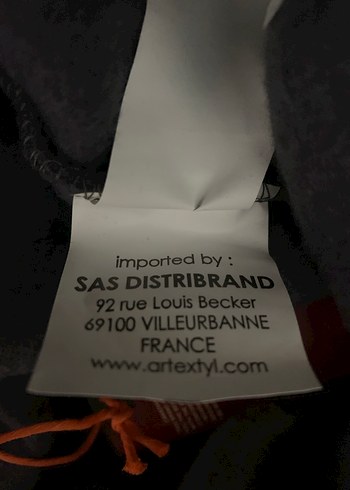 imported by :
SAS DISTRIBRAND
92 rue Louis Becker
69100 VILLEURBANNE
FRANCE
www.artextyl.com